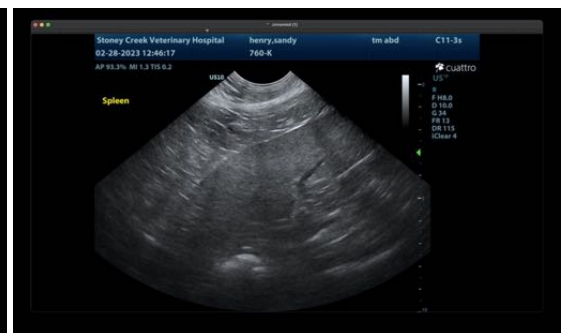 Stoney Creek Veterinary Hospital henry,sandy tm abd C11-3s
02-28-2023 12:46:17 760-K
AP 93.3% MI 1.3 TIS 0.2
cuattro
US10
US™
Spleen
F H8.0
D 10.0
G 34
FR 13
DR 115
iClear 4